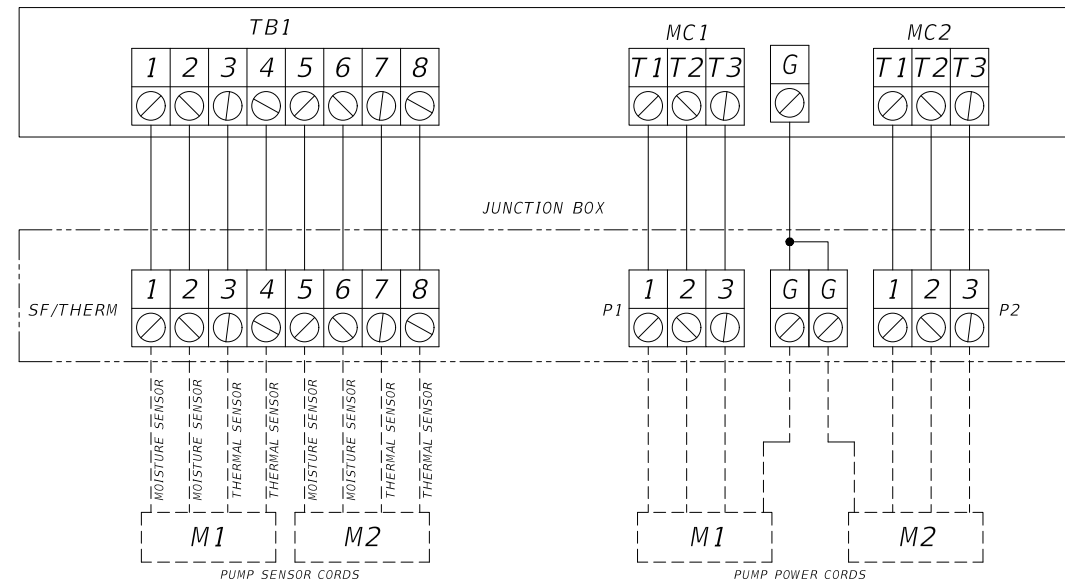 TB1 MC1 MC2
1 2 3 4 5 6 7 8 T1 T2 T3 G T1 T2 T3
JUNCTION BOX
SF/THERM 1 2 3 4 5 6 7 8 P1 1 2 3 G G 1 2 3 P2
MOISTURE SENSOR
MOISTURE SENSOR
THERMAL SENSOR
THERMAL SENSOR
MOISTURE SENSOR
MOISTURE SENSOR
THERMAL SENSOR
THERMAL SENSOR
M1 M2 M1 M2
PUMP SENSOR CORDS PUMP POWER CORDS